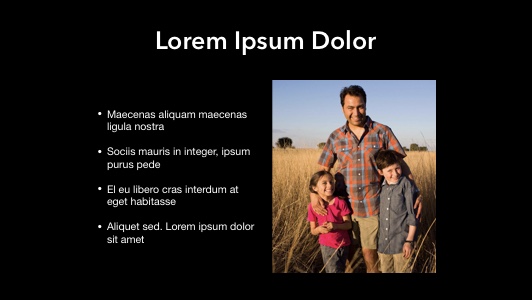 Lorem Ipsum Dolor
• Maecenas aliquam maecenas
ligula nostra
• Sociis mauris in integer, ipsum
purus pede
• El eu libero cras interdum at
eget habitasse
• Aliquet sed. Lorem ipsum dolor
sit amet